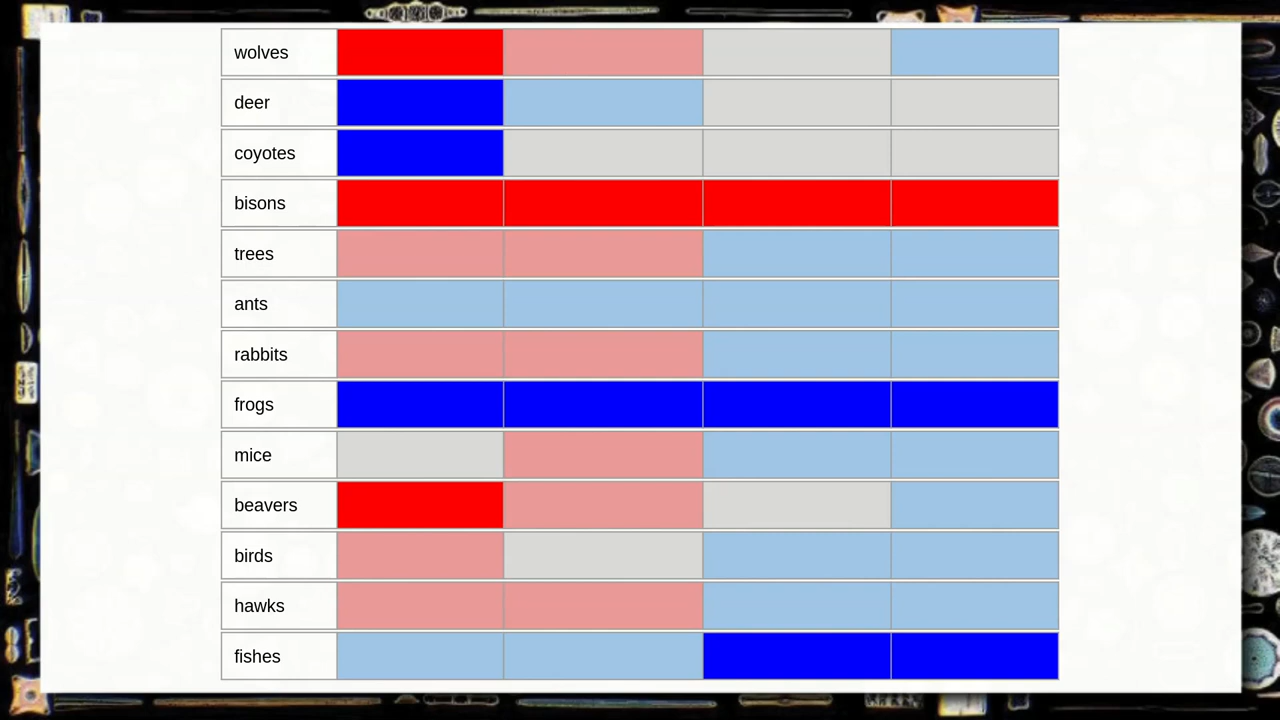 wolves
deer
coyotes
bisons
trees
ants
rabbits
frogs
mice
beavers
birds
hawks
fishes